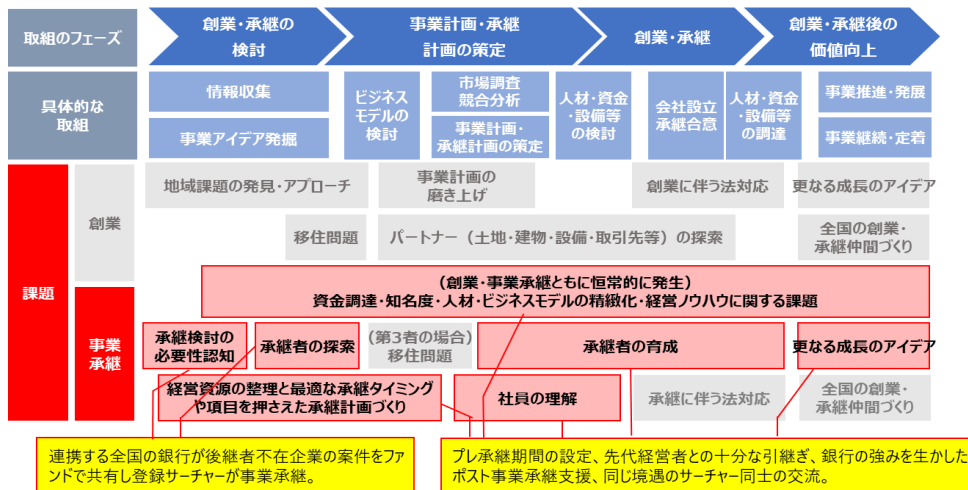 取組のフェーズ
創業・承継の
検討
事業計画・承継
計画の策定
創業・承継
創業・承継後の
価値向上
具体的な
取組
情報収集
事業アイデア発掘
ビジネス
モデルの
検討
市場調査
競合分析
事業計画・
承継計画の策定
人材・資金
・設備等
の検討
会社設立
承継合意
人材・資金
・設備等
の調達
事業推進・発展
事業継続・定着
課題
創業
地域課題の発見・アプローチ
事業計画の
磨き上げ
創業に伴う法対応
更なる成長のアイデア
移住問題
パートナー（土地・建物・設備・取引先等）の探索
全国の創業・
承継仲間づくり
(創業・事業承継ともに恒常的に発生)
資金調達・知名度・人材・ビジネスモデルの精緻化・経営ノウハウに関する課題
事業
承継
承継検討の
必要性認知
承継者の探索
(第3者の場合)
移住問題
承継者の育成
更なる成長のアイデア
経営資源の整理と最適な承継タイミング
や項目を押さえた承継計画づくり
社員の理解
承継に伴う法対応
全国の創業・
承継仲間づくり
連携する全国の銀行が後継者不在企業の案件をファ
ンドで共有し登録サーチャーが事業承継。
プレ承継期間の設定、先代経営者との十分な引継ぎ、銀行の強みを生かした
ポスト事業承継支援、同じ境遇のサーチャー同士の交流。